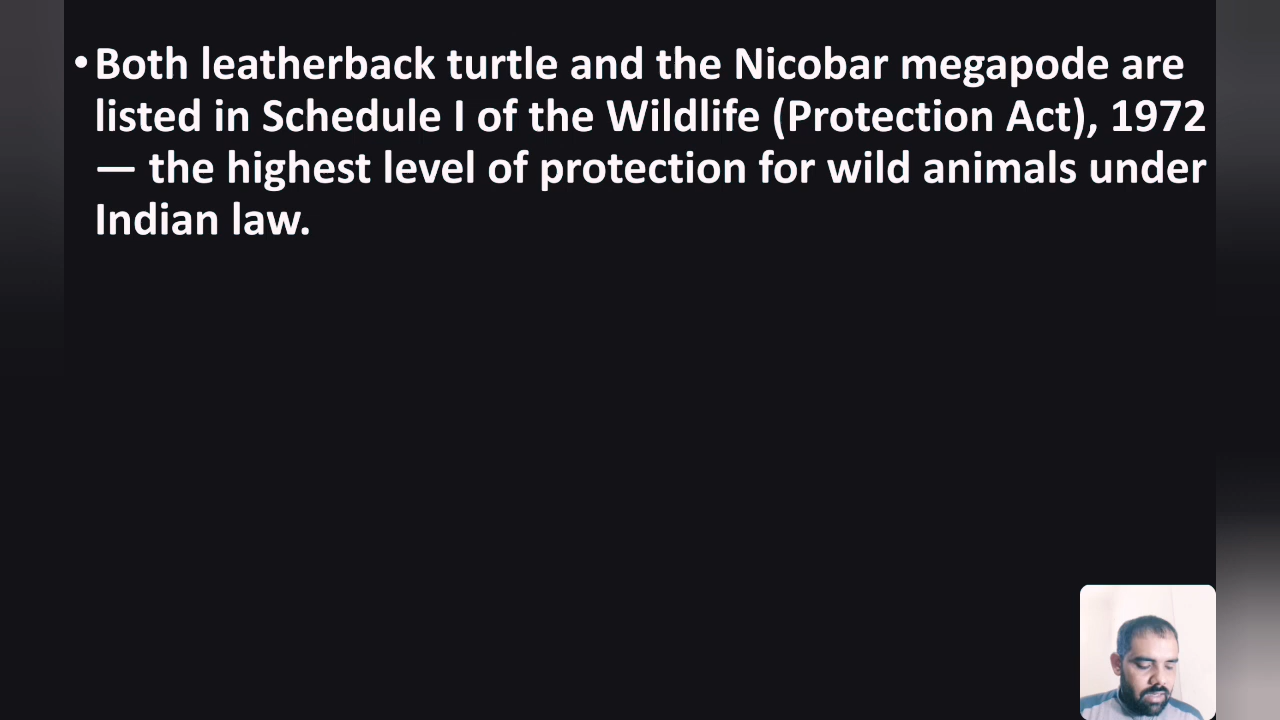 •Both leatherback turtle and the Nicobar megapode are
listed in Schedule I of the Wildlife (Protection Act), 1972
— the highest level of protection for wild animals under
Indian law.